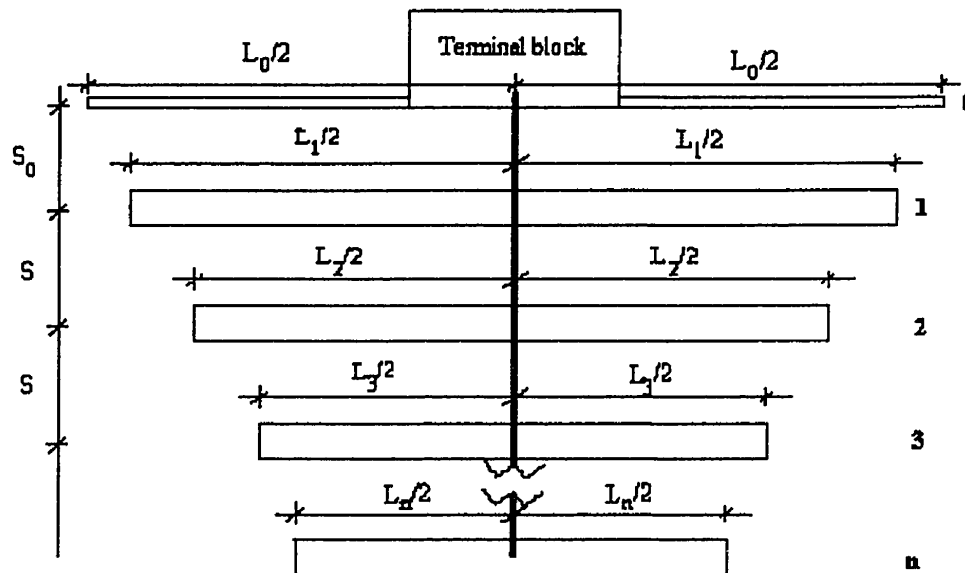 Terminal block
L₀/2 L₀/2
S₀
L₁/2 L₁/2
1
S
L₂/2 L₂/2
2
S
L₃/2 L₃/2
3
Lₙ/2 Lₙ/2
n